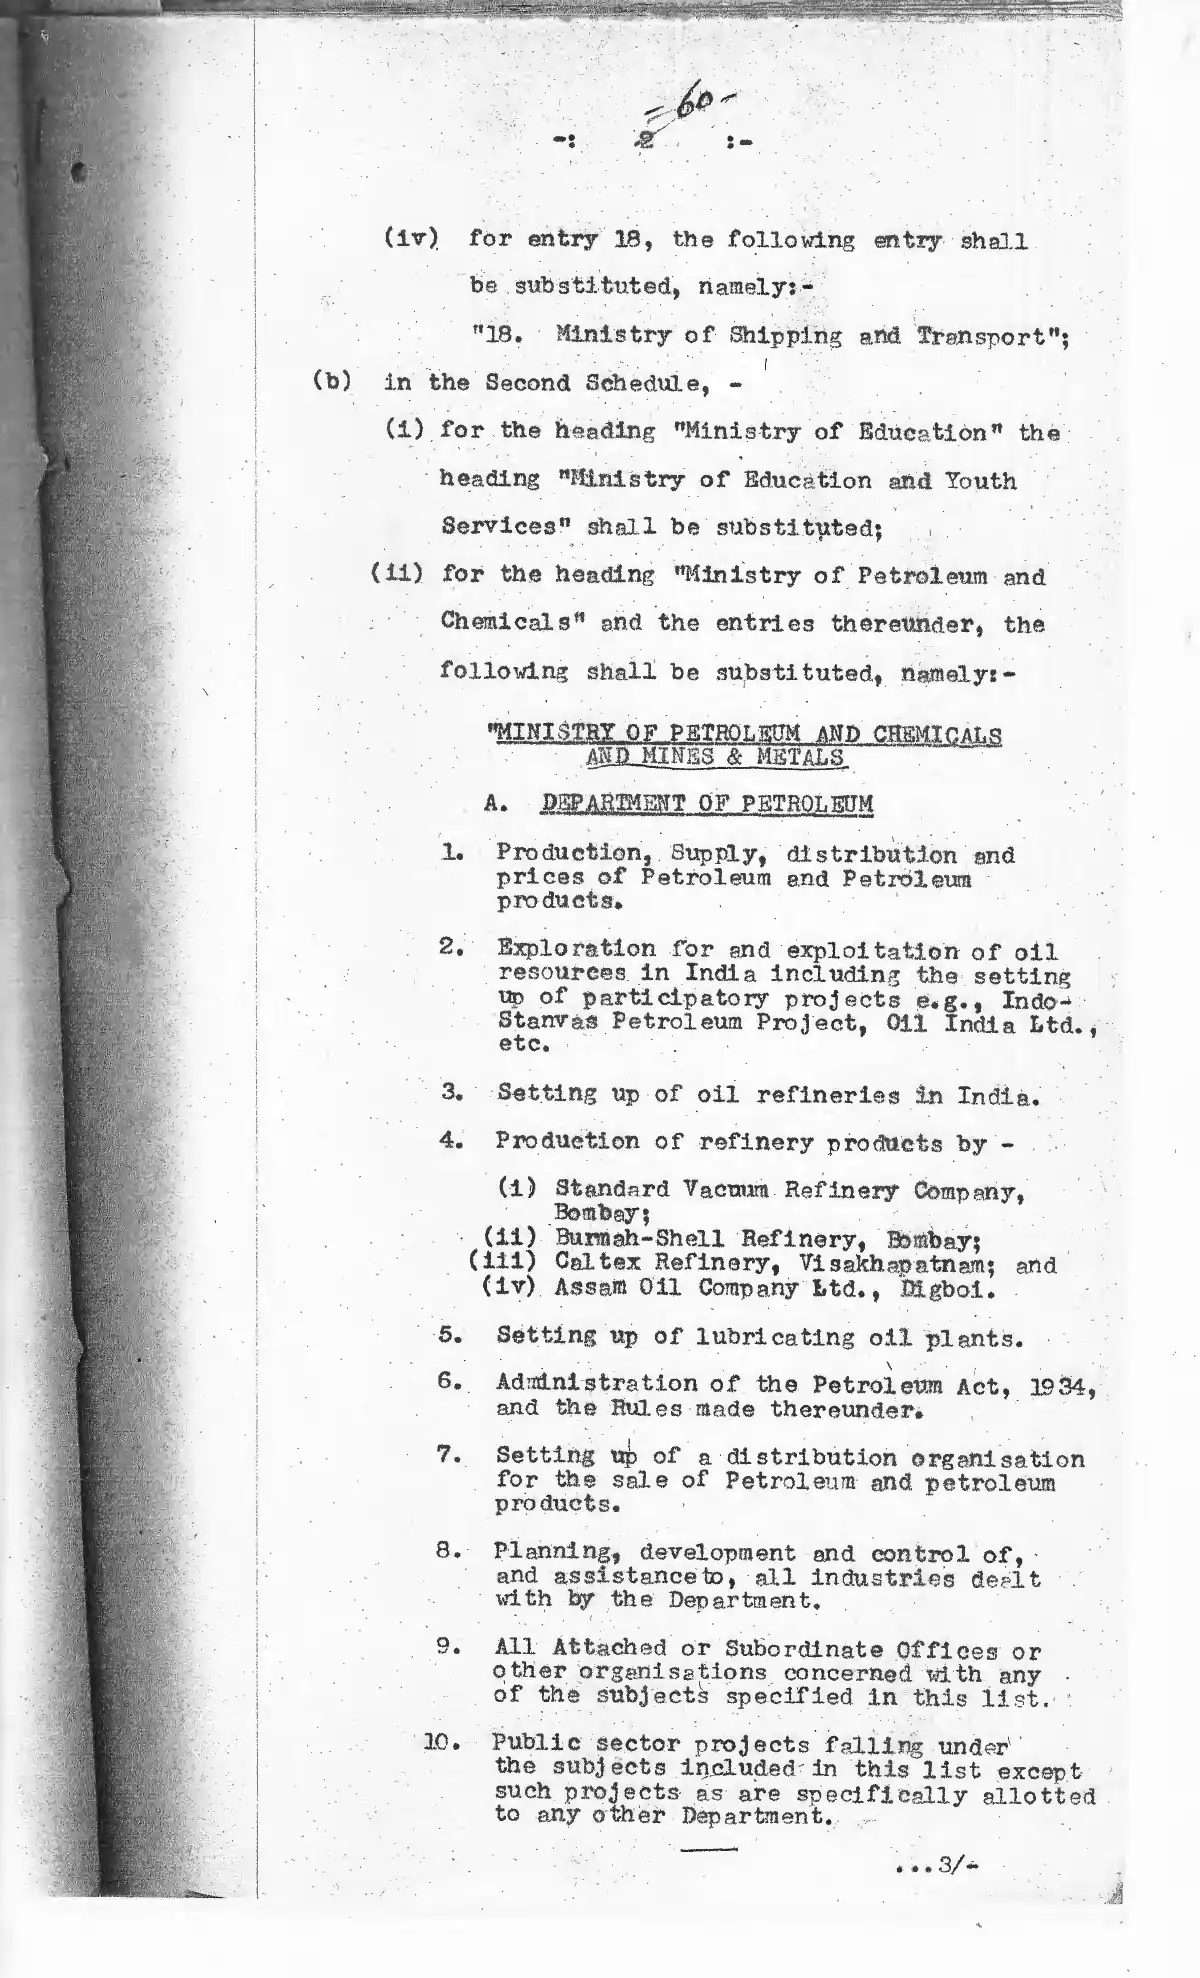 -60-
-: 2 :-
(iv) for entry 18, the following entry shall
be substituted, namely:-
"18. Ministry of Shipping and Transport";
(b) in the Second Schedule, -
(i) for the heading "Ministry of Education" the
heading "Ministry of Education and Youth
Services" shall be substituted;
(ii) for the heading "Ministry of Petroleum and
Chemicals" and the entries thereunder, the
following shall be substituted, namely:-
"MINISTRY OF PETROLEUM AND CHEMICALS
AND MINES & METALS
A. DEPARTMENT OF PETROLEUM
1. Production, Supply, distribution and
prices of Petroleum and Petroleum
products.
2. Exploration for and exploitation of oil
resources in India including the setting
up of participatory projects e.g., Indo-
Stanvas Petroleum Project, Oil India Ltd.,
etc.
3. Setting up of oil refineries in India.
4. Production of refinery products by -
(i) Standard Vacuum Refinery Company,
Bombay;
(ii) Burmah-Shell Refinery, Bombay;
(iii) Caltex Refinery, Visakhapatnam; and
(iv) Assam Oil Company Ltd., Digboi.
5. Setting up of lubricating oil plants.
6. Administration of the Petroleum Act, 1934,
and the Rules made thereunder.
7. Setting up of a distribution organisation
for the sale of Petroleum and petroleum
products.
8. Planning, development and control of,
and assistance to, all industries dealt
with by the Department.
9. All Attached or Subordinate Offices or
other organisations concerned with any
of the subjects specified in this list.
10. Public sector projects falling under
the subjects included in this list except
such projects as are specifically allotted
to any other Department.
...3/-